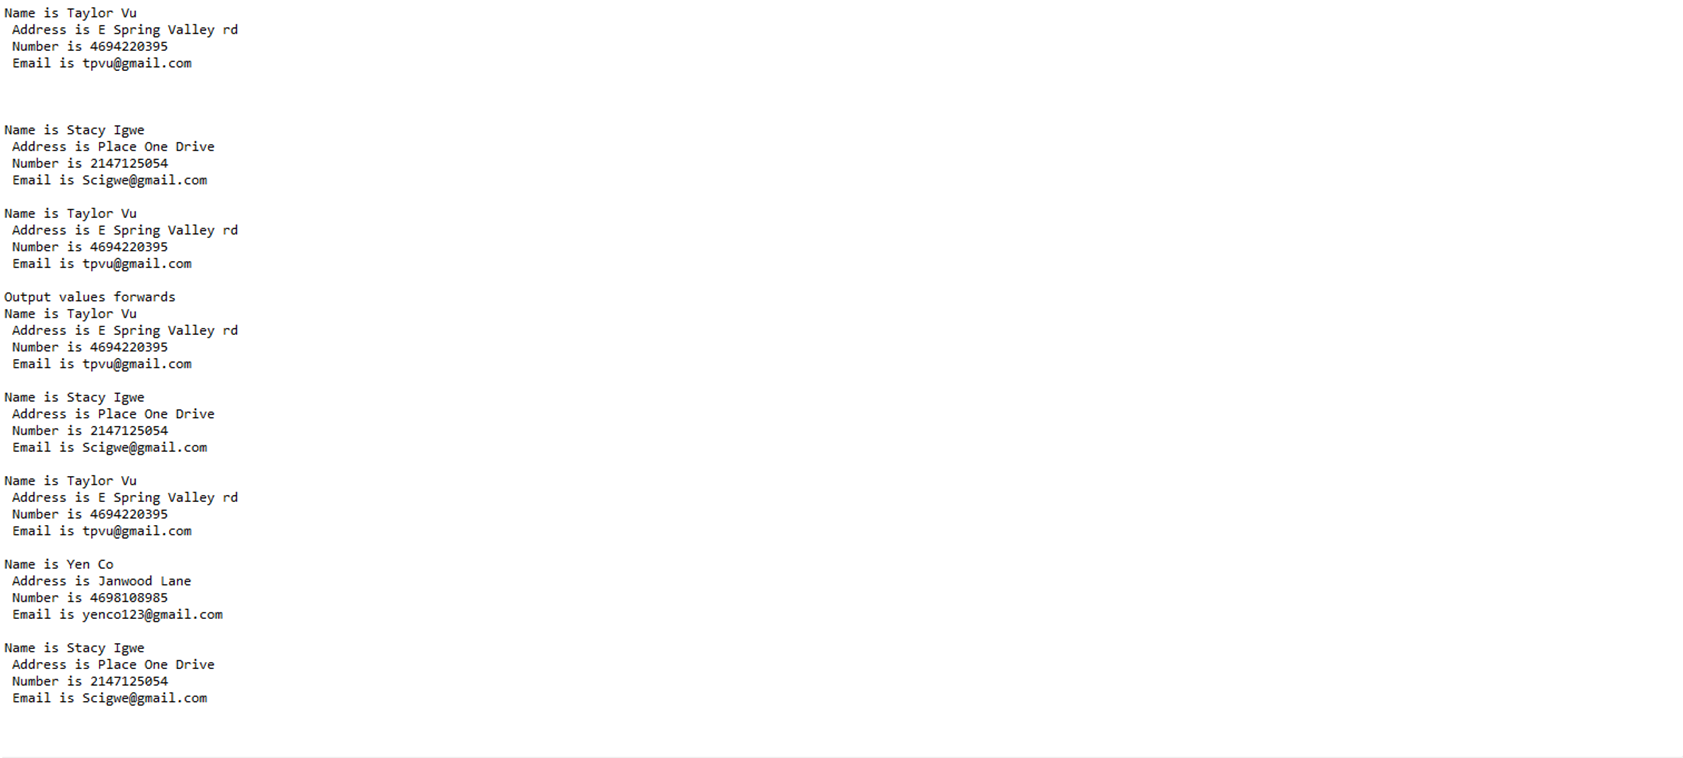 Name is Taylor Vu
Address is E Spring Valley rd
Number is 4694220395
Email is tpvu@gmail.com
Name is Stacy Igwe
Address is Place One Drive
Number is 2147125054
Email is Scigwe@gmail.com
Name is Taylor Vu
Address is E Spring Valley rd
Number is 4694220395
Email is tpvu@gmail.com
Output values forwards
Name is Taylor Vu
Address is E Spring Valley rd
Number is 4694220395
Email is tpvu@gmail.com
Name is Stacy Igwe
Address is Place One Drive
Number is 2147125054
Email is Scigwe@gmail.com
Name is Taylor Vu
Address is E Spring Valley rd
Number is 4694220395
Email is tpvu@gmail.com
Name is Yen Co
Address is Janwood Lane
Number is 4698108985
Email is yenco123@gmail.com
Name is Stacy Igwe
Address is Place One Drive
Number is 2147125054
Email is Scigwe@gmail.com